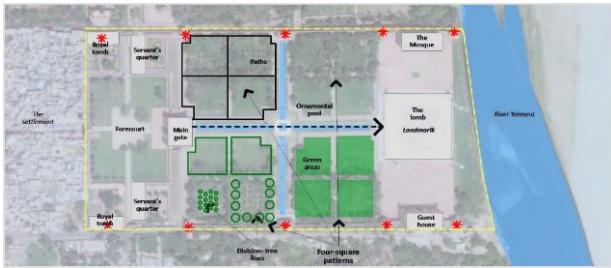 Royal
tomb
Servant's
quarter
The
settlement
Forecourt
Main
gate
Paths
Ornamental
pool
The
Mosque
The
tomb
Landmark
River Yamuna
Green
areas
Royal
tomb
Servant's
quarter
Guest
house
Division-tree
lines
Four-square
patterns